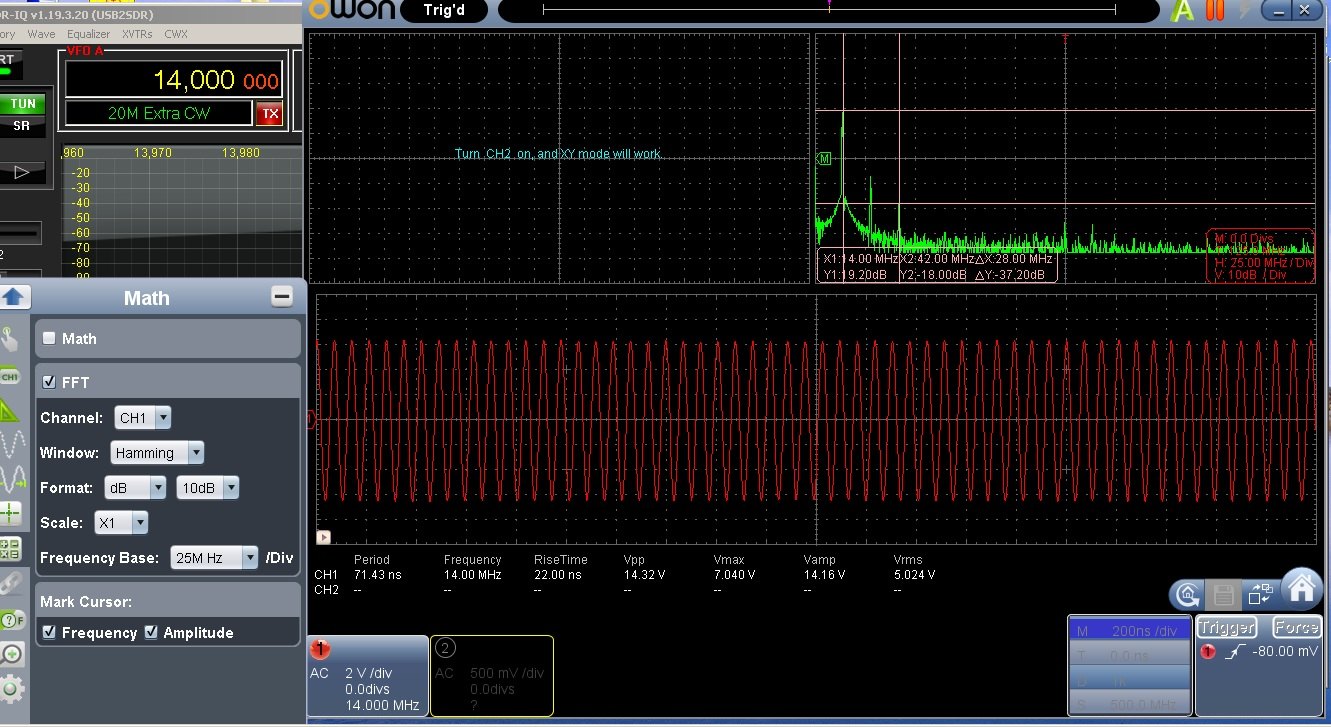 DR-IQ v1.19.3.20 (USB2SDR)
ory Wave Equalizer XVTRs CWX
VFO A
RT
14,000 000
TUN
20M Extra CW
TX
SR
,960 13,970 13,980
-20
-30
-40
-50
-60
-70
-80
-90
owon
Trig'd
A
Turn CH2 on, and XY mode will work.
M
X1:14.00 MHz X2:42.00 MHz △X:28.00 MHz
Y1:19.20dB Y2:-18.00dB △Y:-37.20dB
M: 0.0 Divs
H: 25.00 MHz / Div
V: 10dB / Div
Math
Math
FFT
Channel: CH1
Window: Hamming
Format: dB 10dB
Scale: X1
Frequency Base: 25M Hz /Div
Mark Cursor:
Frequency Amplitude
CH1
Period Frequency RiseTime Vpp Vmax Vamp Vrms
CH1 71.43 ns 14.00 MHz 22.00 ns 14.32 V 7.040 V 14.16 V 5.024 V
CH2 -- -- -- -- -- -- --
1
AC 2 V /div
0.0divs
14.000 MHz
2
AC 500 mV /div
0.0divs
?
M 200ns /div
T 0.0 ns
D 1K
S 500.0 MHz
Trigger Force
1 -80.00 mV